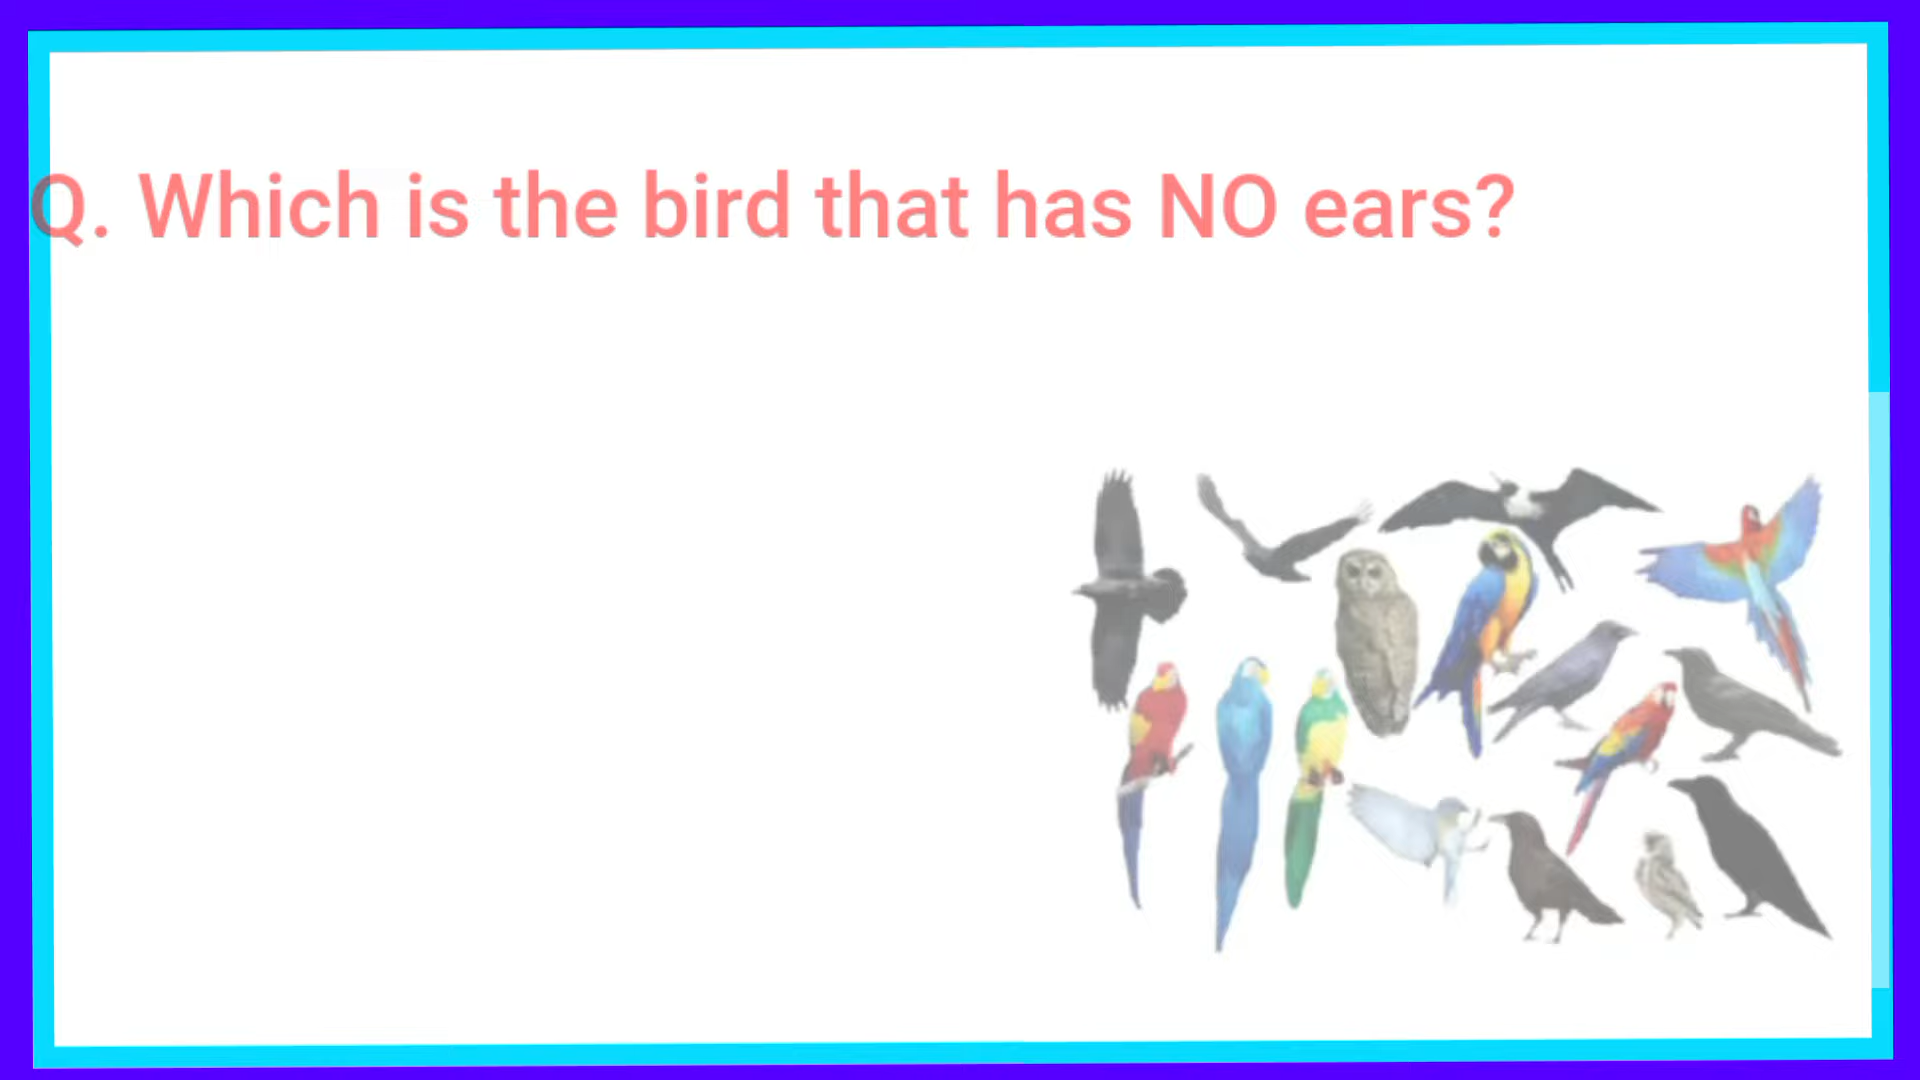 Q. Which is the bird that has NO ears?